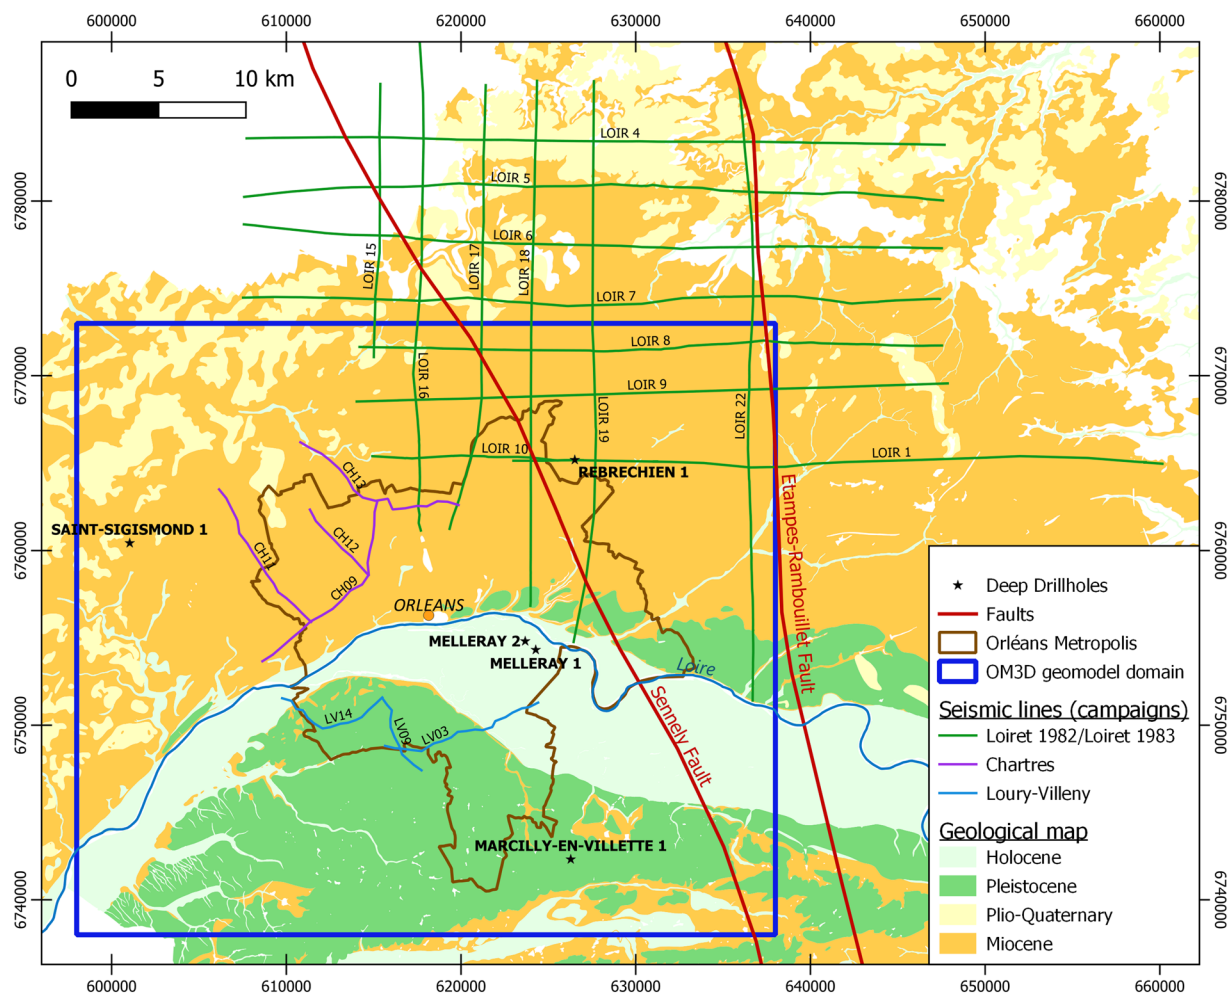 600000 610000 620000 630000 640000 650000 660000
0 5 10 km
LOIR 4
LOIR 5
6780000
6780000
LOIR 6
LOIR 15
LOIR 17
LOIR 18
LOIR 7
LOIR 8
LOIR 16
6770000
6770000
LOIR 9
LOIR 19
LOIR 22
LOIR 10
LOIR 1
REBRECHIEN 1
CH13
SAINT-SIGISMOND 1
CH11
CH12
CH09
6760000
6760000
Etampes-Rambouillet Fault
ORLEANS
MELLERAY 2
MELLERAY 1
Loire
LV14
LV09
LV03
Sennely Fault
6750000
6750000
MARCILLY-EN-VILLETTE 1
6740000
6740000
Deep Drillholes
Faults
Orléans Metropolis
OM3D geomodel domain
Seismic lines (campaigns)
Loiret 1982/Loiret 1983
Chartres
Loury-Villeny
Geological map
Holocene
Pleistocene
Plio-Quaternary
Miocene
600000 610000 620000 630000 640000 650000 660000